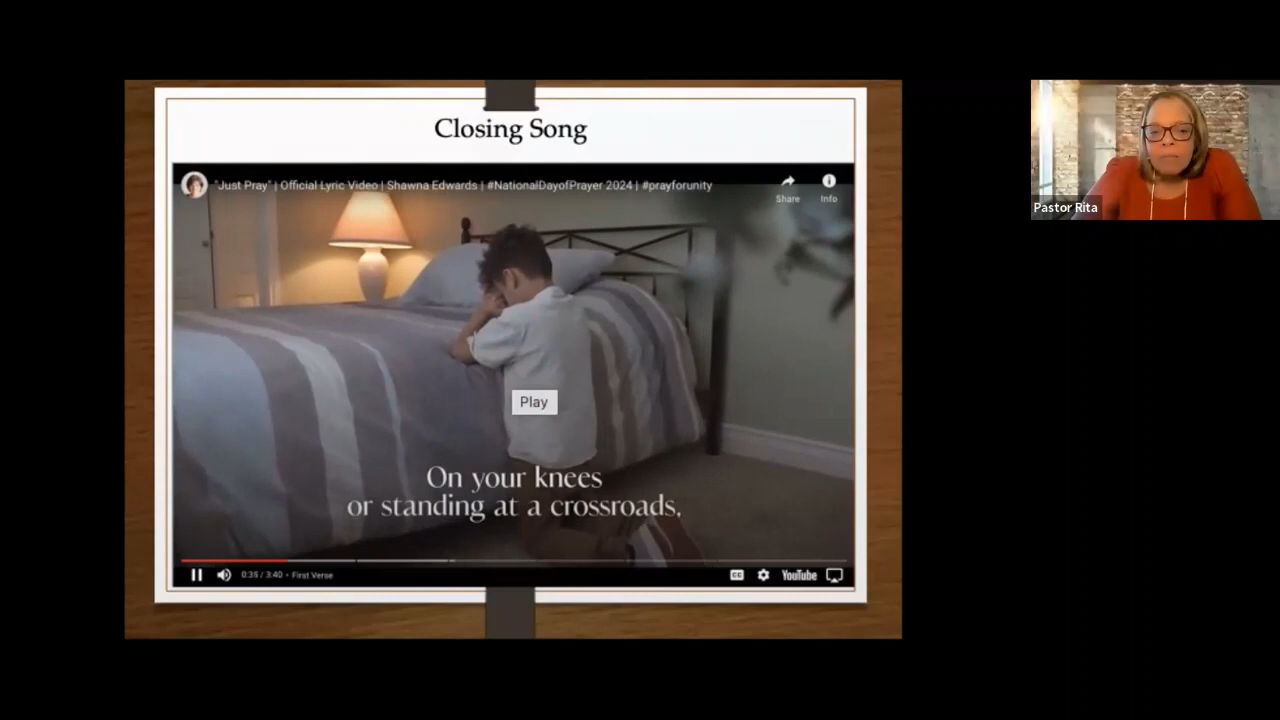 Closing Song
"Just Pray" | Official Lyric Video | Shawna Edwards | #NationalDayofPrayer 2024 | #prayforunity
Share
Info
Pastor Rita
Play
On your knees
or standing at a crossroads,
0:35 / 3:40 • First Verse
CC
YouTube